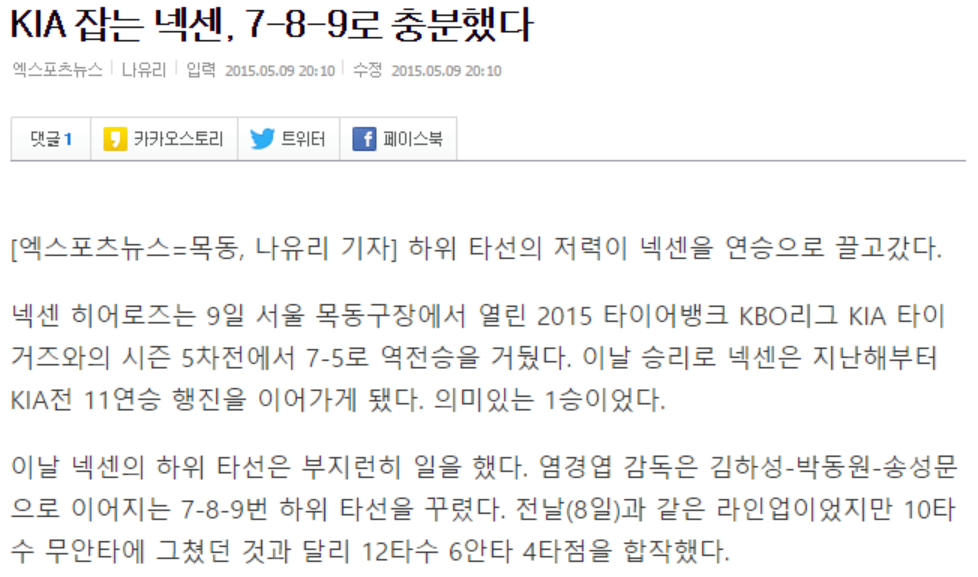 KIA 잡는 넥센, 7-8-9로 충분했다
엑스포츠뉴스 | 나유리 | 입력 2015.05.09 20:10 | 수정 2015.05.09 20:10
댓글 1 카카오스토리 트위터 페이스북
[엑스포츠뉴스=목동, 나유리 기자] 하위 타선의 저력이 넥센을 연승으로 끌고갔다.
넥센 히어로즈는 9일 서울 목동구장에서 열린 2015 타이어뱅크 KBO리그 KIA 타이
거즈와의 시즌 5차전에서 7-5로 역전승을 거뒀다. 이날 승리로 넥센은 지난해부터
KIA전 11연승 행진을 이어가게 됐다. 의미있는 1승이었다.
이날 넥센의 하위 타선은 부지런히 일을 했다. 염경엽 감독은 김하성-박동원-송성문
으로 이어지는 7-8-9번 하위 타선을 꾸렸다. 전날(8일)과 같은 라인업이었지만 10타
수 무안타에 그쳤던 것과 달리 12타수 6안타 4타점을 합작했다.